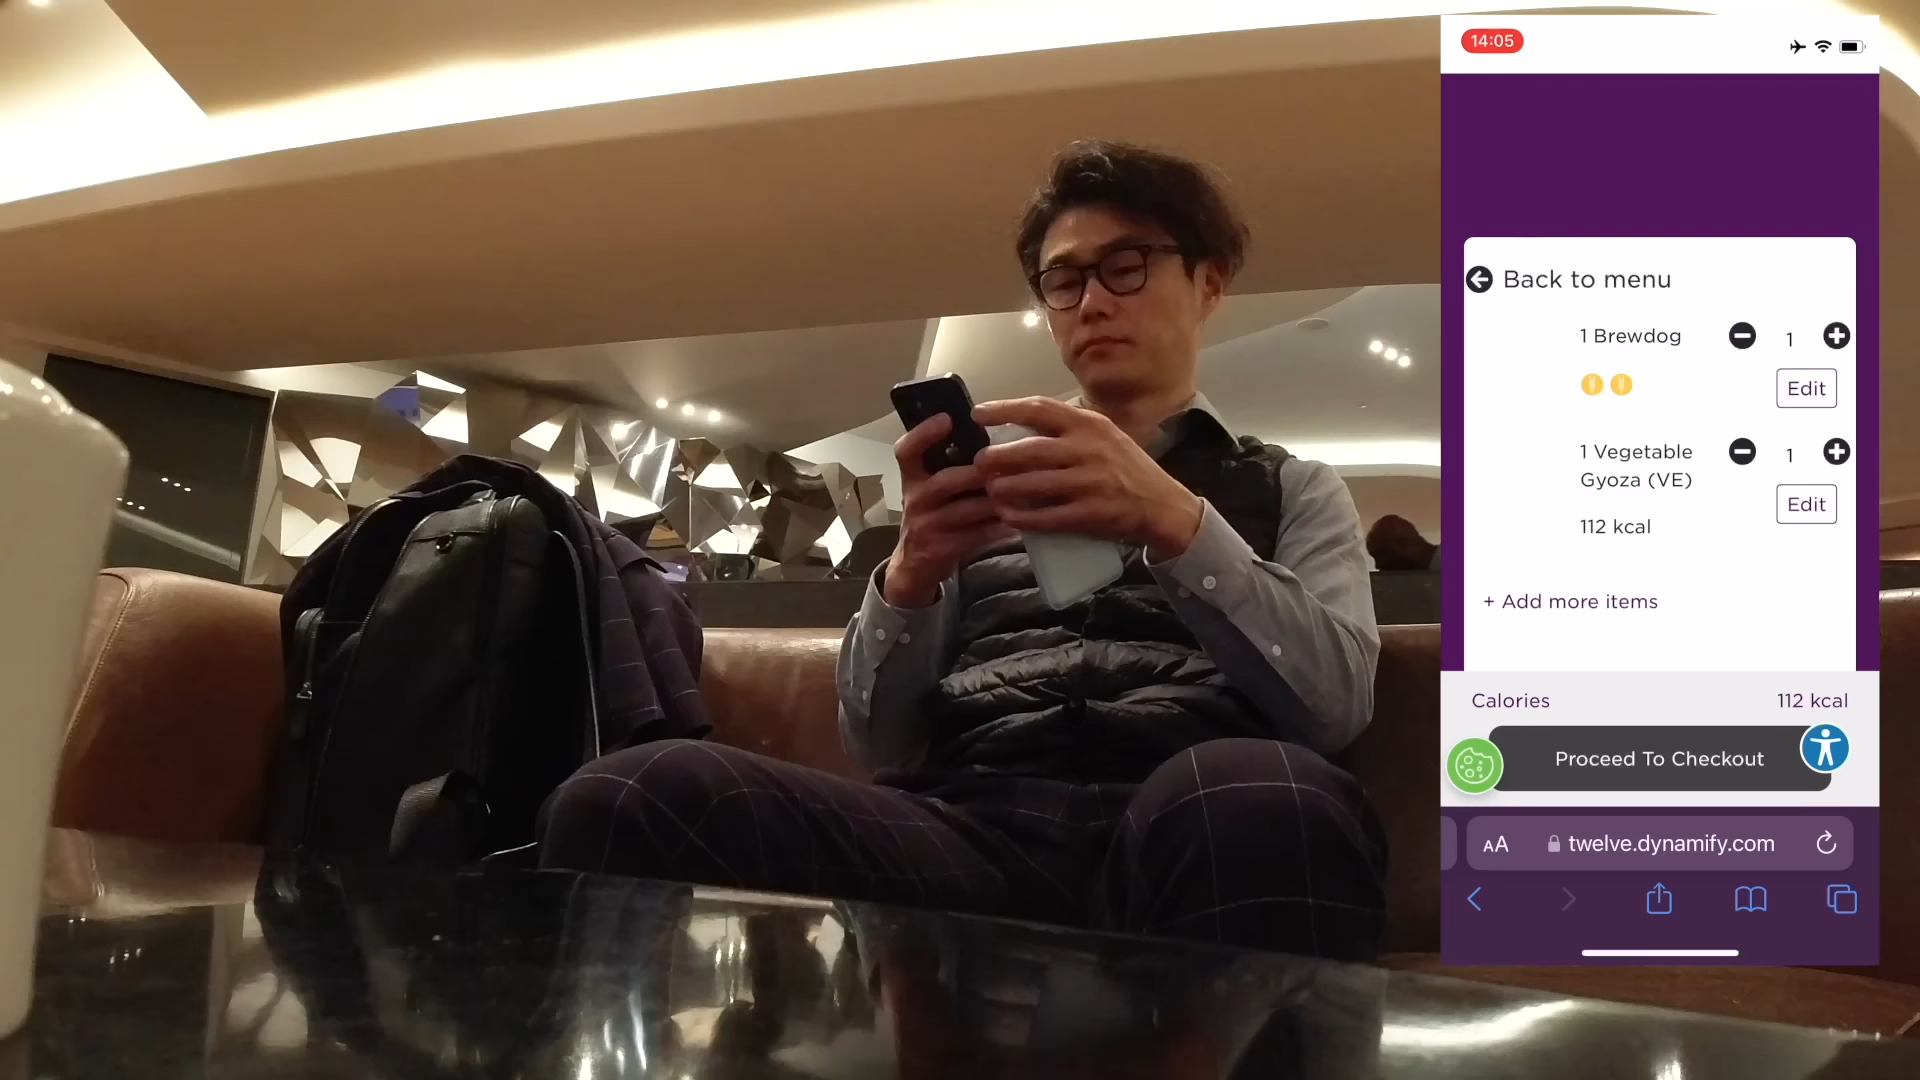 14:05
Back to menu
1 Brewdog
1
Edit
1 Vegetable
Gyoza (VE)
1
Edit
112 kcal
+ Add more items
Calories 112 kcal
Proceed To Checkout
AA twelve.dynamify.com